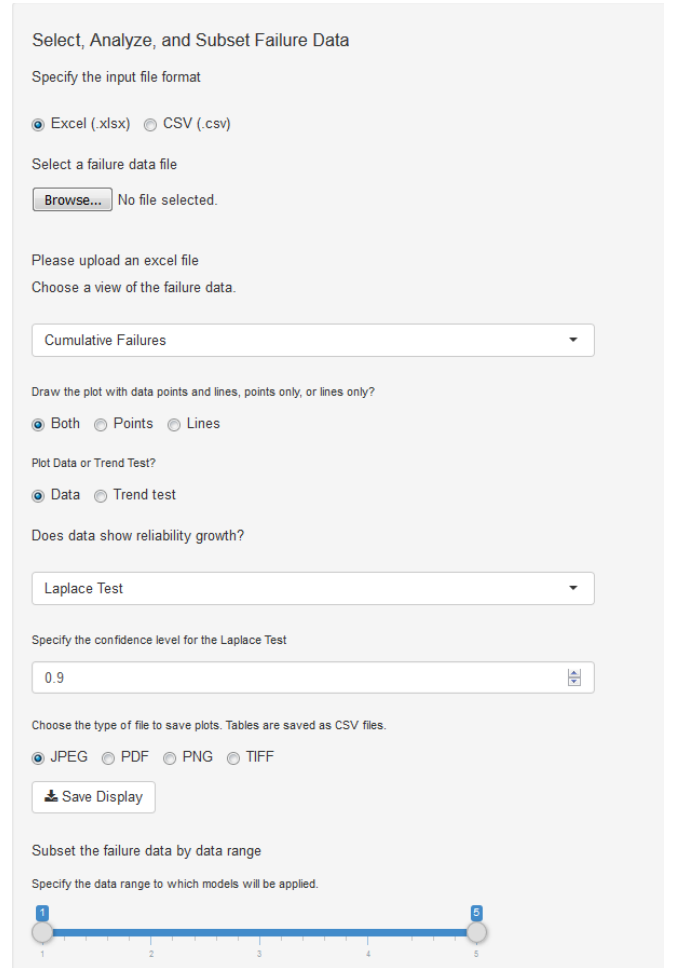 Select, Analyze, and Subset Failure Data
Specify the input file format
Excel (.xlsx) CSV (.csv)
Select a failure data file
Browse... No file selected.
Please upload an excel file
Choose a view of the failure data.
Cumulative Failures
Draw the plot with data points and lines, points only, or lines only?
Both Points Lines
Plot Data or Trend Test?
Data Trend test
Does data show reliability growth?
Laplace Test
Specify the confidence level for the Laplace Test
0.9
Choose the type of file to save plots. Tables are saved as CSV files.
JPEG PDF PNG TIFF
Save Display
Subset the failure data by data range
Specify the data range to which models will be applied.
1 5
1 2 3 4 5